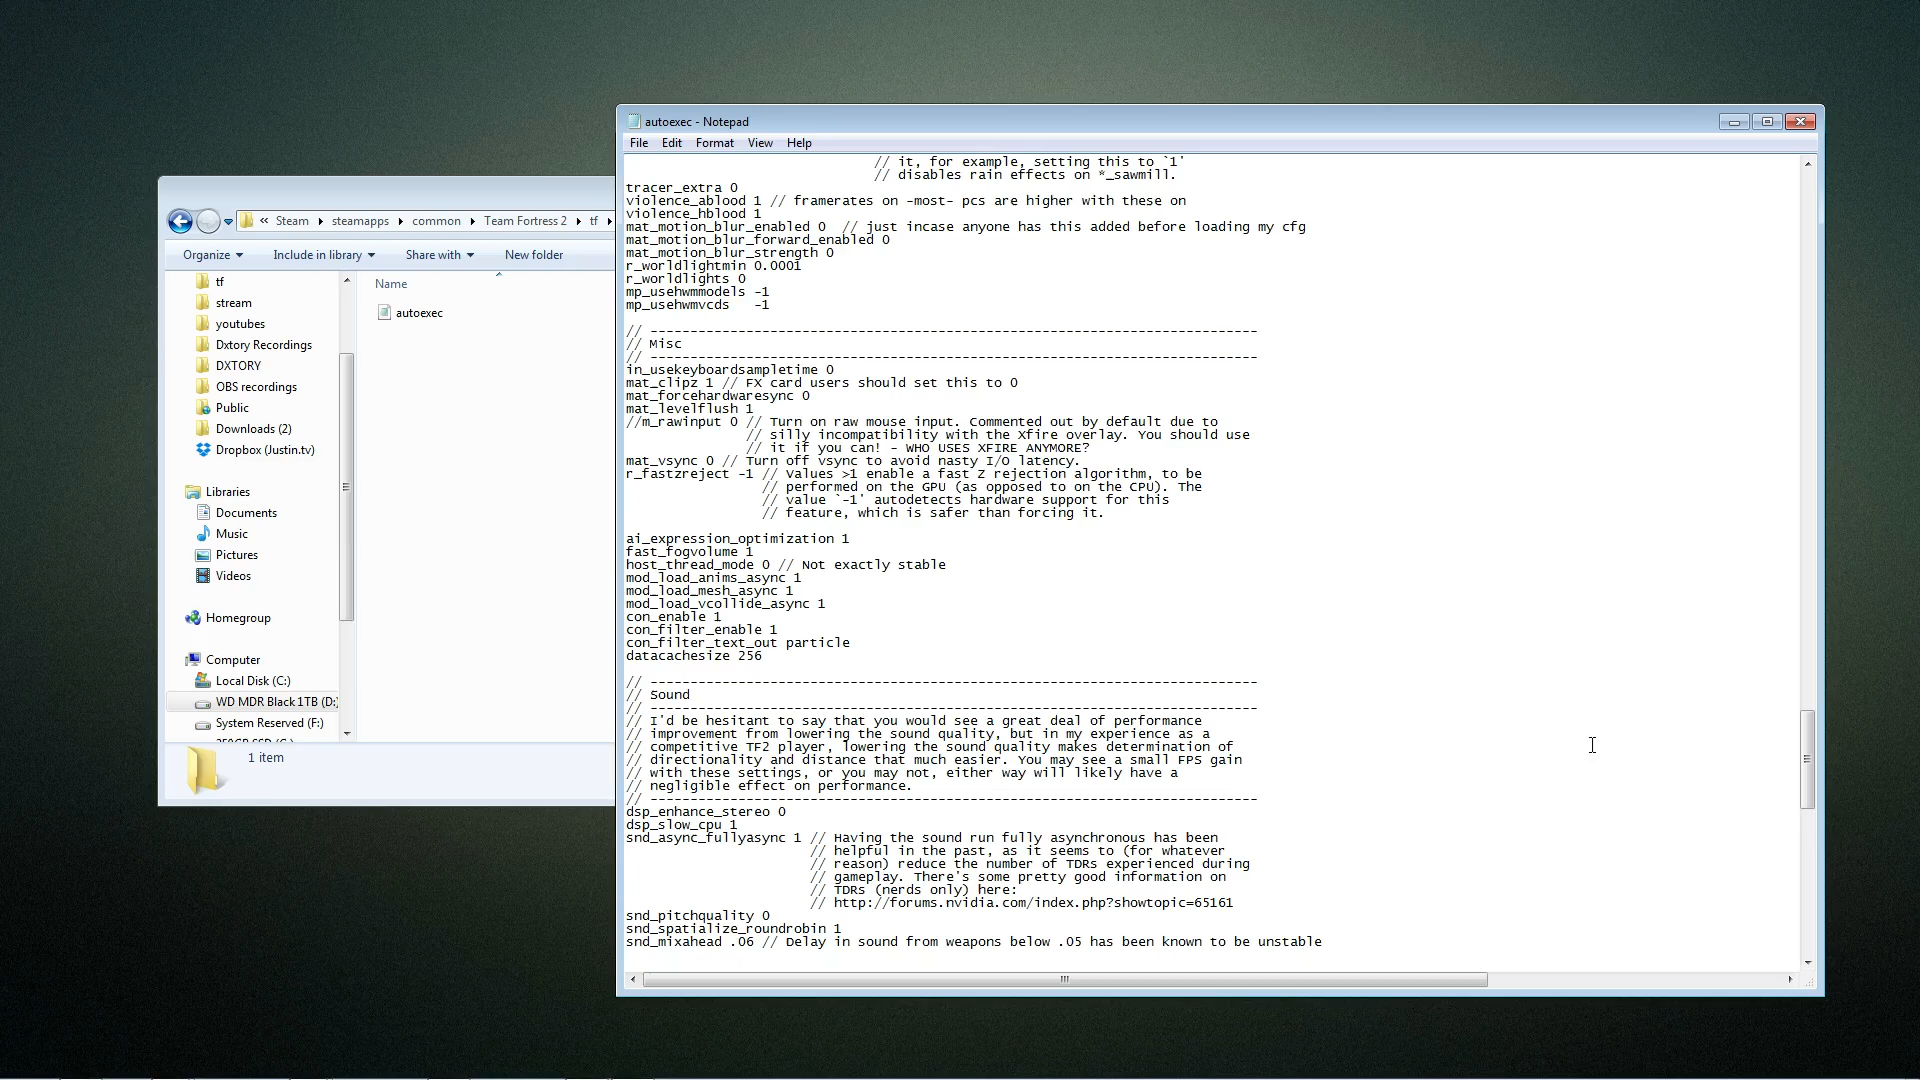 autoexec - Notepad
File Edit Format View Help
« Steam steamapps common Team Fortress 2 tf
Organize Include in library Share with New folder
tf
stream
youtubes
Dxtory Recordings
DXTORY
OBS recordings
Public
Downloads (2)
Dropbox (Justin.tv)
Libraries
Documents
Music
Pictures
Videos
Homegroup
Computer
Local Disk (C:)
WD MDR Black 1TB (D:)
System Reserved (F:)
Name
autoexec
1 item
// it, for example, setting this to `1'
// disables rain effects on *_sawmill.
tracer_extra 0
violence_ablood 1 // framerates on -most- pcs are higher with these on
violence_hblood 1
mat_motion_blur_enabled 0  // just incase anyone has this added before loading my cfg
mat_motion_blur_forward_enabled 0
mat_motion_blur_strength 0
r_worldlightmin 0.0001
r_worldlights 0
mp_usehwmmodels -1
mp_usehwmvcds   -1
// ----------------------------------------------------------------------------
// Misc
// ----------------------------------------------------------------------------
in_usekeyboardsampletime 0
mat_clipz 1 // FX card users should set this to 0
mat_forcehardwaresync 0
mat_levelflush 1
//m_rawinput 0 // Turn on raw mouse input. Commented out by default due to
// silly incompatibility with the Xfire overlay. You should use
// it if you can! - WHO USES XFIRE ANYMORE?
mat_vsync 0 // Turn off vsync to avoid nasty I/O latency.
r_fastzreject -1 // Values >1 enable a fast Z rejection algorithm, to be
// performed on the GPU (as opposed to on the CPU). The
// value `-1' autodetects hardware support for this
// feature, which is safer than forcing it.
ai_expression_optimization 1
fast_fogvolume 1
host_thread_mode 0 // Not exactly stable
mod_load_anims_async 1
mod_load_mesh_async 1
mod_load_vcollide_async 1
con_enable 1
con_filter_enable 1
con_filter_text_out particle
datacachesize 256
// ----------------------------------------------------------------------------
// Sound
// ----------------------------------------------------------------------------
// I'd be hesitant to say that you would see a great deal of performance
// improvement from lowering the sound quality, but in my experience as a
// competitive TF2 player, lowering the sound quality makes determination of
// directionality and distance that much easier. You may see a small FPS gain
// with these settings, or you may not, either way will likely have a
// negligible effect on performance.
// ----------------------------------------------------------------------------
dsp_enhance_stereo 0
dsp_slow_cpu 1
snd_async_fullyasync 1 // Having the sound run fully asynchronous has been
// helpful in the past, as it seems to (for whatever
// reason) reduce the number of TDRs experienced during
// gameplay. There's some pretty good information on
// TDRs (nerds only) here:
// http://forums.nvidia.com/index.php?showtopic=65161
snd_pitchquality 0
snd_spatialize_roundrobin 1
snd_mixahead .06 // Delay in sound from weapons below .05 has been known to be unstable